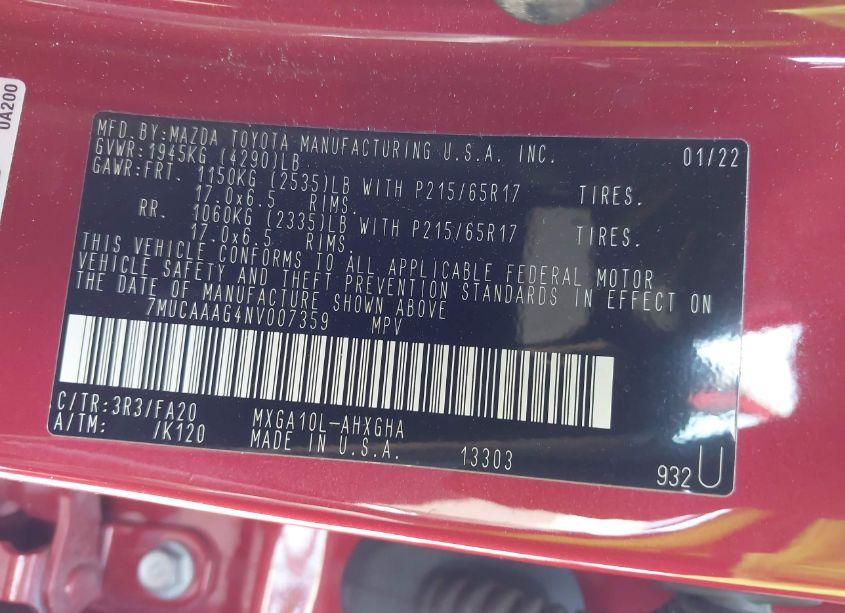 0A200
MFD.BY:MAZDA TOYOTA MANUFACTURING U.S.A. INC. 01/22
GVWR:1945KG (4290)LB
GAWR:FRT. 1150KG (2535)LB WITH P215/65R17 TIRES.
17.0x6.5 RIMS.
RR. 1060KG (2335)LB WITH P215/65R17 TIRES.
17.0x6.5 RIMS.
THIS VEHICLE CONFORMS TO ALL APPLICABLE FEDERAL MOTOR
VEHICLE SAFETY AND THEFT PREVENTION STANDARDS IN EFFECT ON
THE DATE OF MANUFACTURE SHOWN ABOVE
7MUCAAAG4NV007359 MPV
C/TR:3R3/FA20 MXGA10L-AHXGHA
A/TM: /K120 MADE IN U.S.A. 13303 932 U